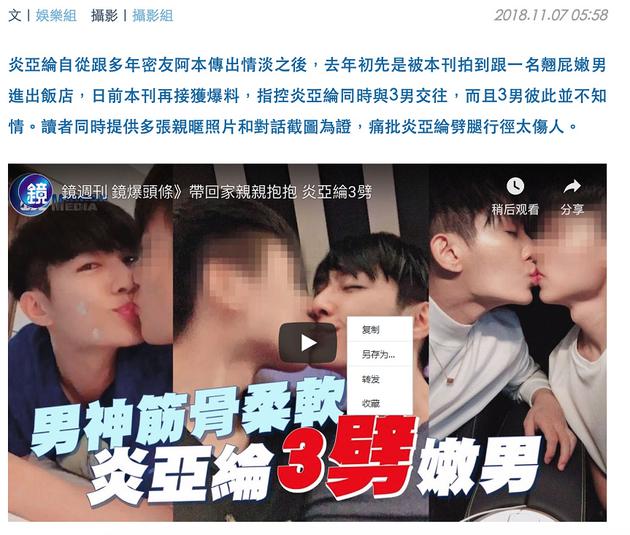 文 | 娛樂組 攝影 | 攝影組 2018.11.07 05:58
炎亞綸自從跟多年密友阿本傳出情淡之後，去年初先是被本刊拍到跟一名翹屁嫩男
進出飯店，日前本刊再接獲爆料，指控炎亞綸同時與3男交往，而且3男彼此並不知
情。讀者同時提供多張親暱照片和對話截圖為證，痛批炎亞綸劈腿行徑太傷人。
鏡 鏡週刊 鏡爆頭條》帶回家親親抱抱 炎亞綸3劈
MEDIA
稍后观看 分享
复制
另存为...
转发
收藏
男神筋骨柔軟
炎亞綸3劈嫩男